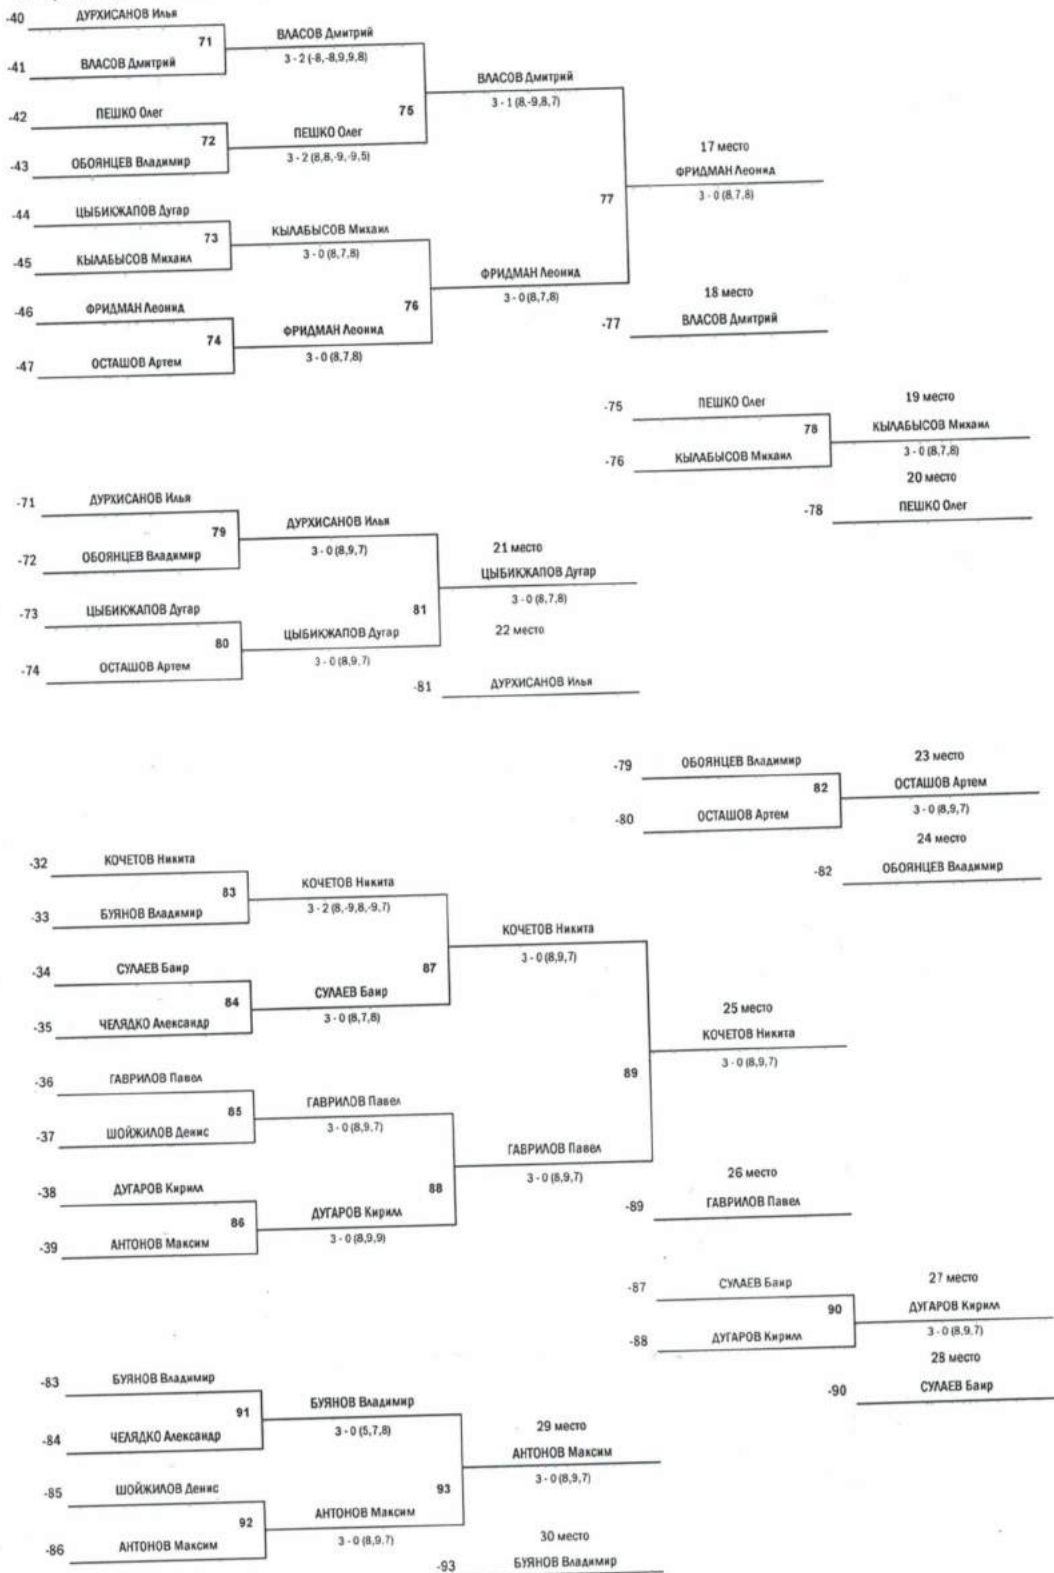 -40 ДУРХИСАНОВ Илья
71 ВЛАСОВ Дмитрий
3 - 2 (-8,-8,9,9,8)
-41 ВЛАСОВ Дмитрий
75 ВЛАСОВ Дмитрий
3 - 1 (8,-9,8,7)
-42 ПЕШКО Олег
72 ПЕШКО Олег
3 - 2 (8,8,-9,-9,5)
-43 ОБОЯНЦЕВ Владимир
17 место
77 ФРИДМАН Леонид
3 - 0 (8,7,8)
-44 ЦЫБИКЖАПОВ Дугар
73 КЫЛАБЫСОВ Михаил
3 - 0 (8,7,8)
-45 КЫЛАБЫСОВ Михаил
76 ФРИДМАН Леонид
3 - 0 (8,7,8)
-46 ФРИДМАН Леонид
74 ФРИДМАН Леонид
3 - 0 (8,7,8)
-47 ОСТАШОВ Артем
18 место
-77 ВЛАСОВ Дмитрий
-75 ПЕШКО Олег
19 место
78 КЫЛАБЫСОВ Михаил
3 - 0 (8,7,8)
-76 КЫЛАБЫСОВ Михаил
20 место
-78 ПЕШКО Олег
-71 ДУРХИСАНОВ Илья
79 ДУРХИСАНОВ Илья
3 - 0 (8,9,7)
-72 ОБОЯНЦЕВ Владимир
21 место
81 ЦЫБИКЖАПОВ Дугар
3 - 0 (8,7,8)
-73 ЦЫБИКЖАПОВ Дугар
80 ЦЫБИКЖАПОВ Дугар
3 - 0 (8,9,7)
-74 ОСТАШОВ Артем
22 место
-81 ДУРХИСАНОВ Илья
-79 ОБОЯНЦЕВ Владимир
23 место
82 ОСТАШОВ Артем
3 - 0 (8,9,7)
-80 ОСТАШОВ Артем
24 место
-82 ОБОЯНЦЕВ Владимир
-32 КОЧЕТОВ Никита
83 КОЧЕТОВ Никита
3 - 2 (8,-9,8,-9,7)
-33 БУЯНОВ Владимир
87 КОЧЕТОВ Никита
3 - 0 (8,9,7)
-34 СУЛАЕВ Баир
84 СУЛАЕВ Баир
3 - 0 (8,7,8)
-35 ЧЕЛЯДКО Александр
25 место
89 КОЧЕТОВ Никита
3 - 0 (8,9,7)
-36 ГАВРИЛОВ Павел
85 ГАВРИЛОВ Павел
3 - 0 (8,9,7)
-37 ШОЙЖИЛОВ Денис
88 ГАВРИЛОВ Павел
3 - 0 (8,9,7)
-38 ДУГАРОВ Кирилл
86 ДУГАРОВ Кирилл
3 - 0 (8,9,9)
-39 АНТОНОВ Максим
26 место
-89 ГАВРИЛОВ Павел
-87 СУЛАЕВ Баир
27 место
90 ДУГАРОВ Кирилл
3 - 0 (8,9,7)
-88 ДУГАРОВ Кирилл
28 место
-90 СУЛАЕВ Баир
-83 БУЯНОВ Владимир
91 БУЯНОВ Владимир
3 - 0 (5,7,8)
-84 ЧЕЛЯДКО Александр
29 место
93 АНТОНОВ Максим
3 - 0 (8,9,7)
-85 ШОЙЖИЛОВ Денис
92 АНТОНОВ Максим
3 - 0 (8,9,7)
-86 АНТОНОВ Максим
30 место
-93 БУЯНОВ Владимир